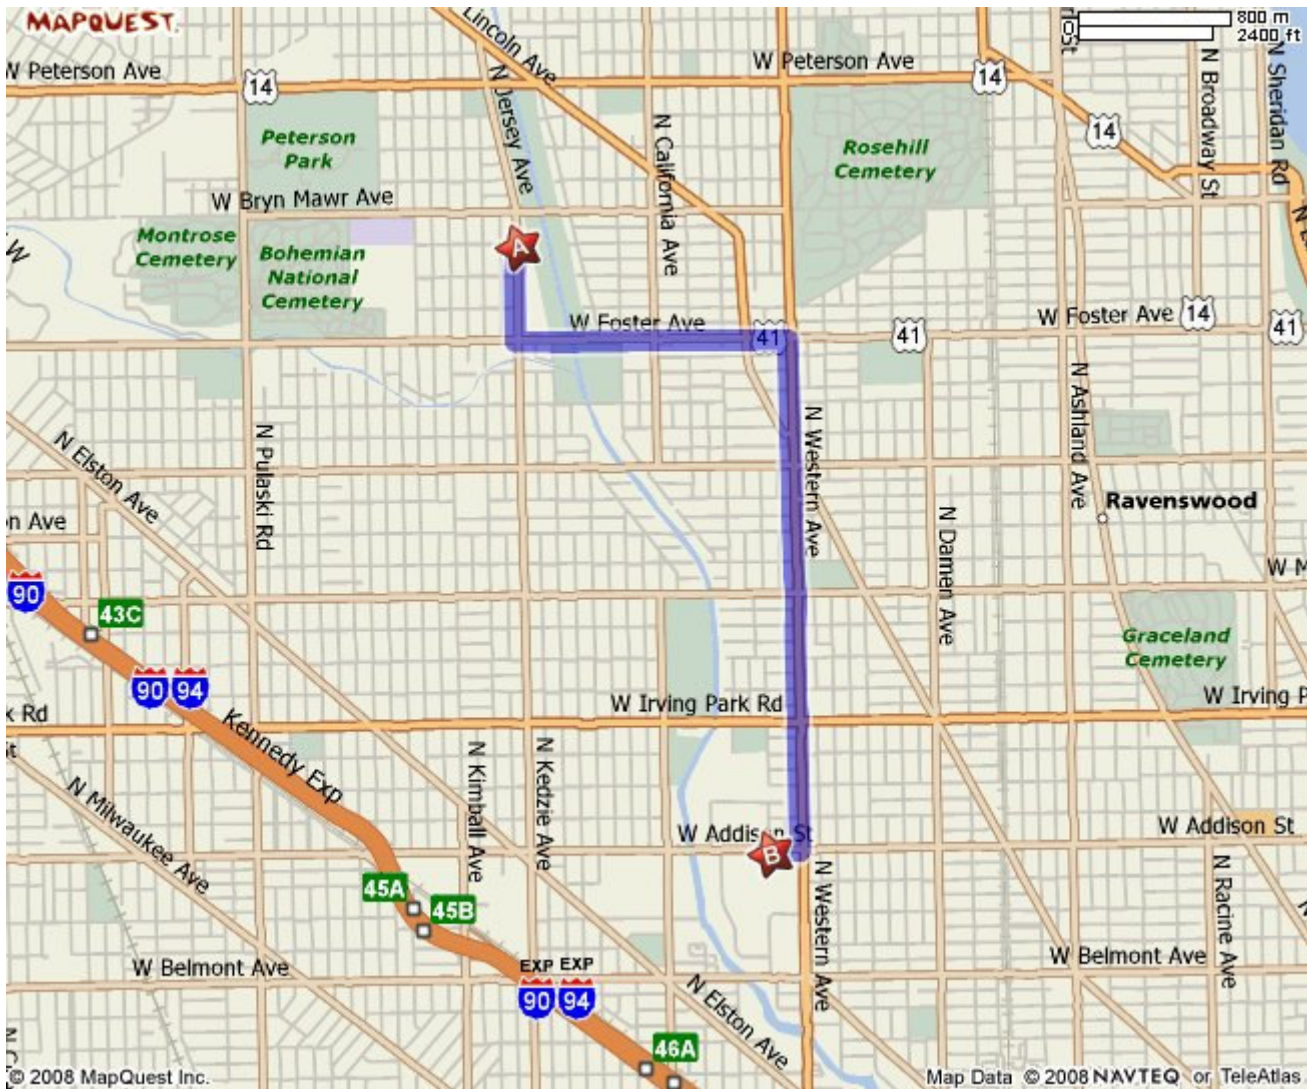 MAPQUEST.
800 m
2400 ft
Lincoln Ave
W Peterson Ave
W Peterson Ave
14
14
14
N Jersey Ave
N California Ave
N Broadway St
N Sheridan Rd
Peterson
Park
Rosehill
Cemetery
W Bryn Mawr Ave
Montrose
Cemetery
Bohemian
National
Cemetery
A
W Foster Ave
41
41
W Foster Ave
14
41
N Pulaski Rd
N Elston Ave
N Western Ave
N Ashland Ave
Ravenswood
N Damen Ave
on Ave
90
43C
90
94
W M
Graceland
Cemetery
W Irving Park Rd
W Irving P
k Rd
Kennedy Exp
N Milwaukee Ave
N Kimball Ave
N Kedzie Ave
W Addison St
W Addison St
B
45A
45B
N Western Ave
N Racine Ave
W Belmont Ave
W Belmont Ave
EXP EXP
90
94
N Elston Ave
46A
© 2008 MapQuest Inc.
Map Data © 2008 NAVTEQ or TeleAtlas